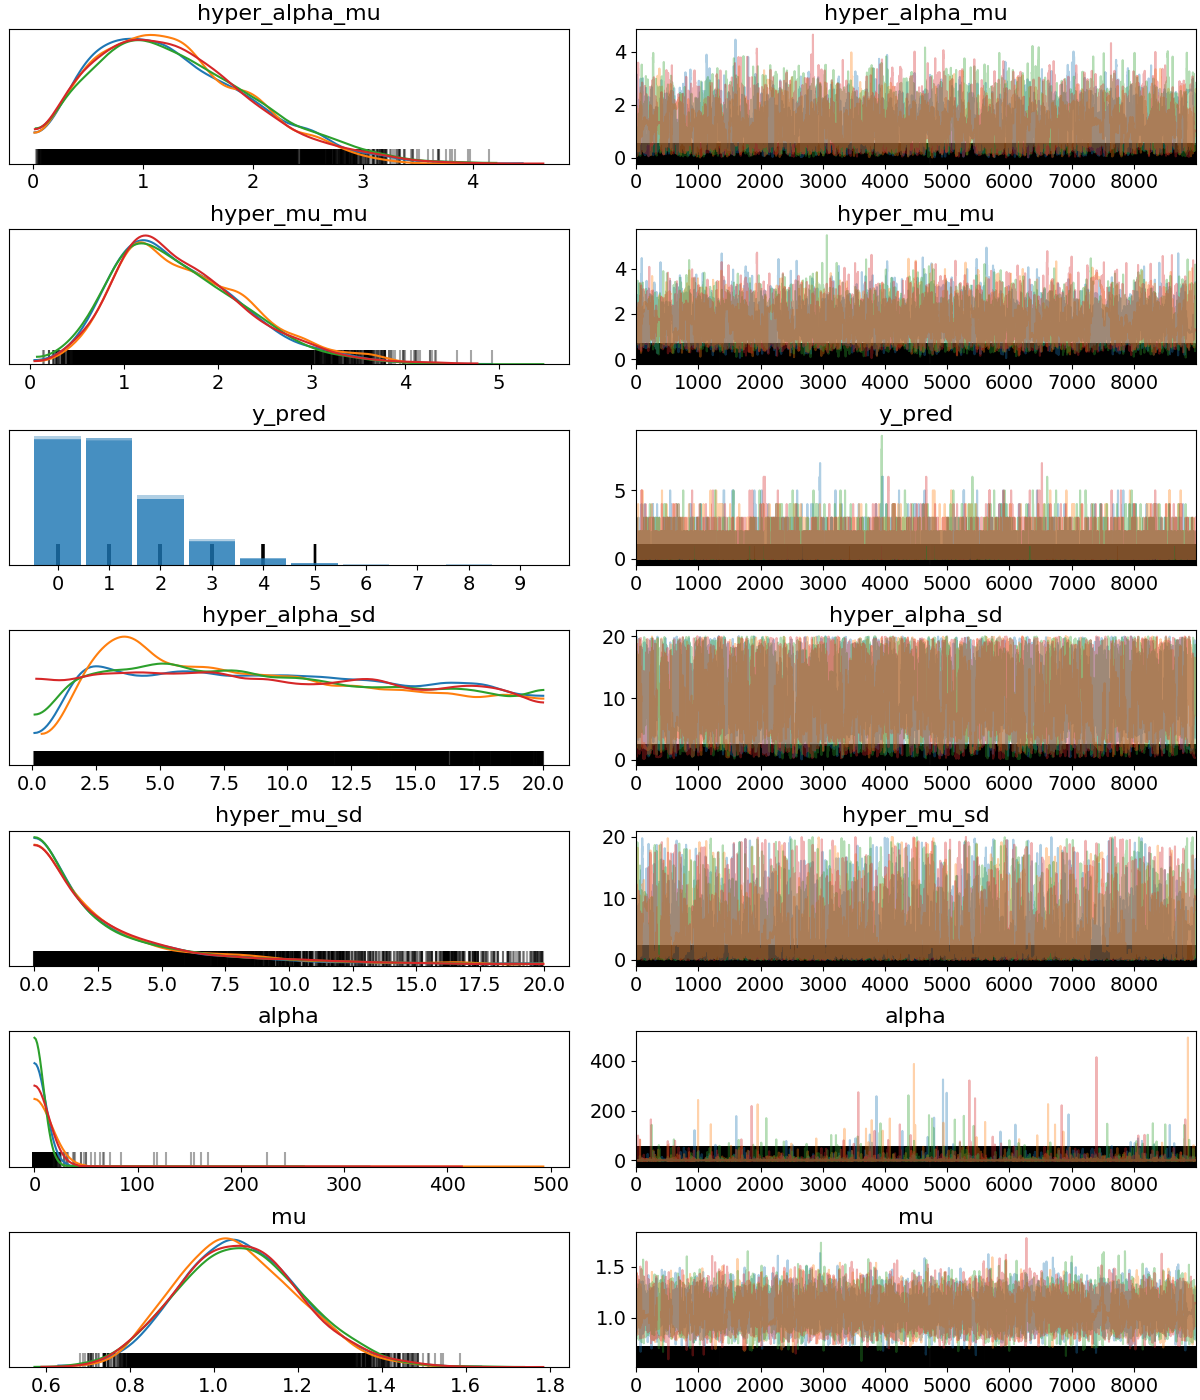 hyper_alpha_mu hyper_alpha_mu
4
2
0
0 1 2 3 4 0 1000 2000 3000 4000 5000 6000 7000 8000
hyper_mu_mu hyper_mu_mu
4
2
0
0 1 2 3 4 5 0 1000 2000 3000 4000 5000 6000 7000 8000
y_pred y_pred
5
0
0 1 2 3 4 5 6 7 8 9 0 1000 2000 3000 4000 5000 6000 7000 8000
hyper_alpha_sd hyper_alpha_sd
20
10
0
0.0 2.5 5.0 7.5 10.0 12.5 15.0 17.5 20.0 0 1000 2000 3000 4000 5000 6000 7000 8000
hyper_mu_sd hyper_mu_sd
20
10
0
0.0 2.5 5.0 7.5 10.0 12.5 15.0 17.5 20.0 0 1000 2000 3000 4000 5000 6000 7000 8000
alpha alpha
400
200
0
0 100 200 300 400 500 0 1000 2000 3000 4000 5000 6000 7000 8000
mu mu
1.5
1.0
0.6 0.8 1.0 1.2 1.4 1.6 1.8 0 1000 2000 3000 4000 5000 6000 7000 8000